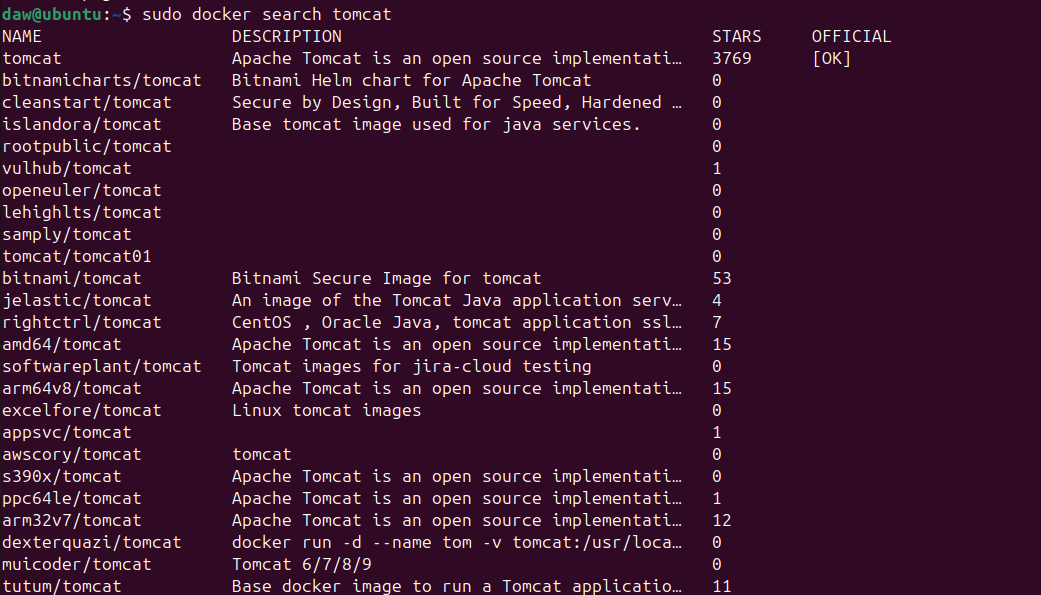 daw@ubuntu:~$ sudo docker search tomcat
NAME DESCRIPTION STARS OFFICIAL
tomcat Apache Tomcat is an open source implementati… 3769 [OK]
bitnamicharts/tomcat Bitnami Helm chart for Apache Tomcat 0
cleanstart/tomcat Secure by Design, Built for Speed, Hardened … 0
islandora/tomcat Base tomcat image used for java services. 0
rootpublic/tomcat 0
vulhub/tomcat 1
openeuler/tomcat 0
lehighlts/tomcat 0
samply/tomcat 0
tomcat/tomcat01 0
bitnami/tomcat Bitnami Secure Image for tomcat 53
jelastic/tomcat An image of the Tomcat Java application serv… 4
rightctrl/tomcat CentOS , Oracle Java, tomcat application ssl… 7
amd64/tomcat Apache Tomcat is an open source implementati… 15
softwareplant/tomcat Tomcat images for jira-cloud testing 0
arm64v8/tomcat Apache Tomcat is an open source implementati… 15
excelfore/tomcat Linux tomcat images 0
appsvc/tomcat 1
awscory/tomcat tomcat 0
s390x/tomcat Apache Tomcat is an open source implementati… 0
ppc64le/tomcat Apache Tomcat is an open source implementati… 1
arm32v7/tomcat Apache Tomcat is an open source implementati… 12
dexterquazi/tomcat docker run -d --name tom -v tomcat:/usr/loca… 0
muicoder/tomcat Tomcat 6/7/8/9 0
tutum/tomcat Base docker image to run a Tomcat applicatio… 11